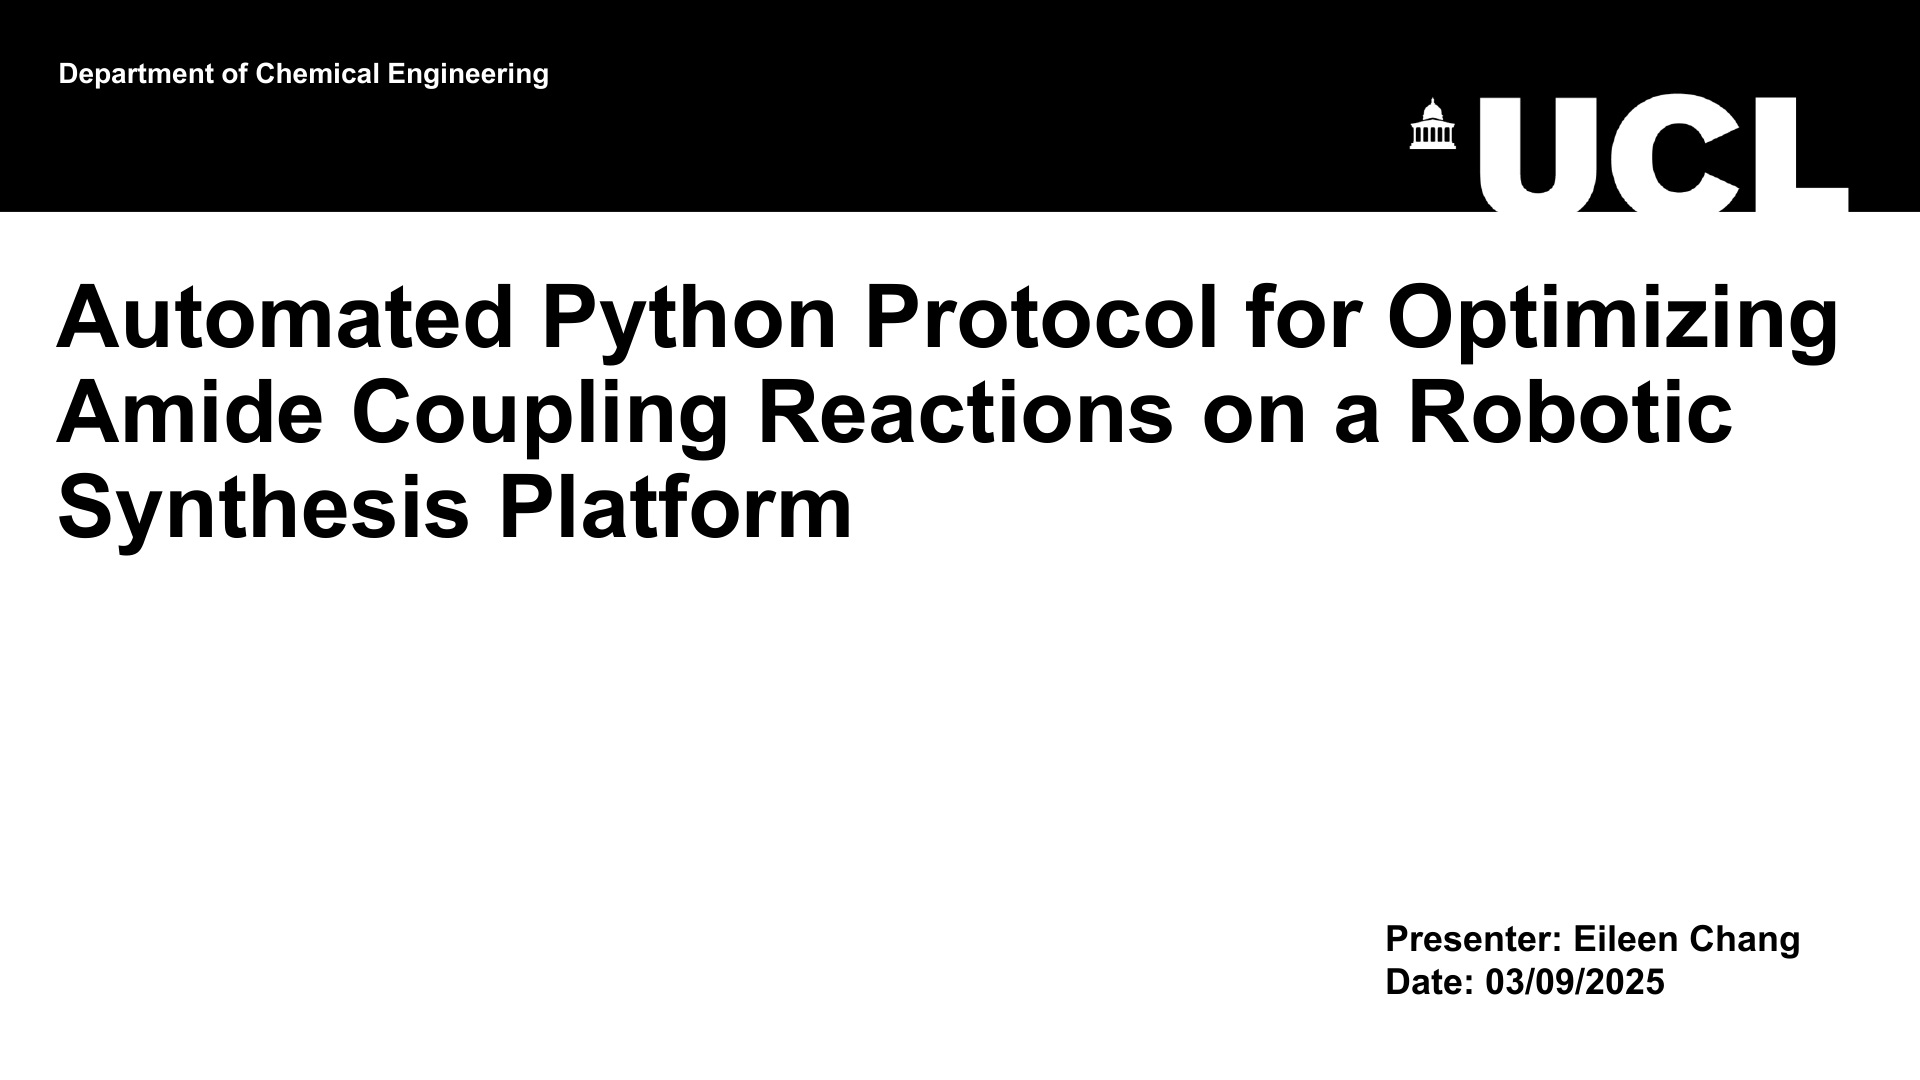 Department of Chemical Engineering
UCL
Automated Python Protocol for Optimizing
Amide Coupling Reactions on a Robotic
Synthesis Platform
Presenter: Eileen Chang
Date: 03/09/2025